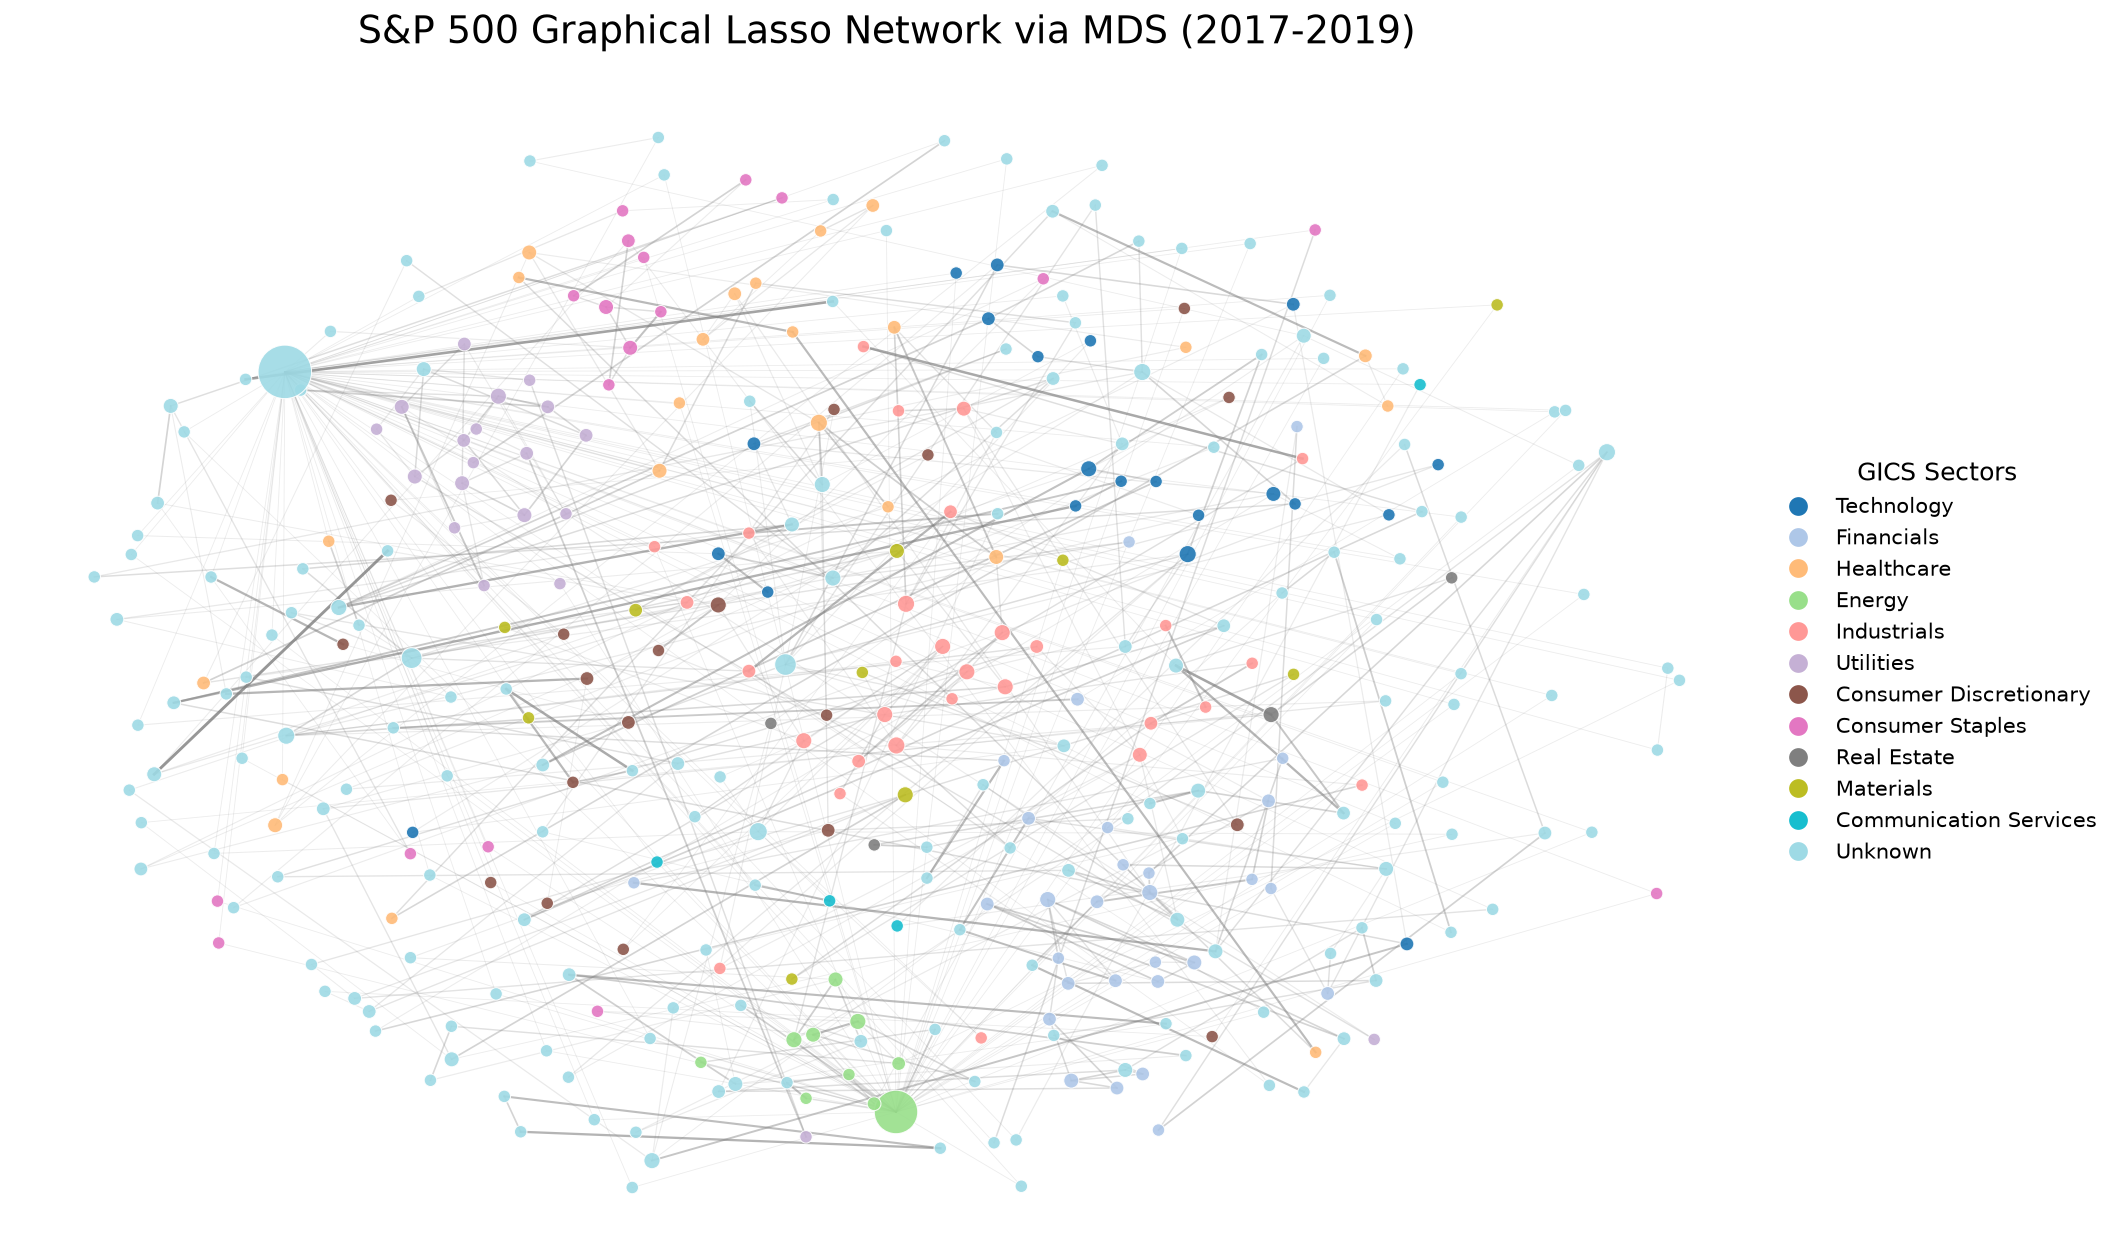 S&P 500 Graphical Lasso Network via MDS (2017-2019)
GICS Sectors
Technology
Financials
Healthcare
Energy
Industrials
Utilities
Consumer Discretionary
Consumer Staples
Real Estate
Materials
Communication Services
Unknown